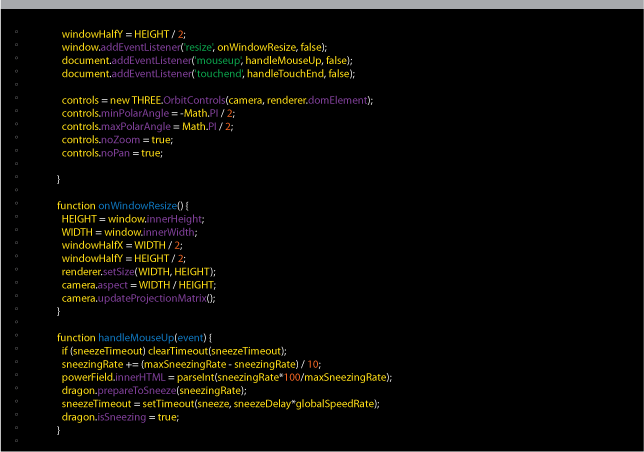 windowHalfY = HEIGHT / 2;
window.addEventListener('resize', onWindowResize, false);
document.addEventListener('mouseup', handleMouseUp, false);
document.addEventListener('touchend', handleTouchEnd, false);
controls = new THREE.OrbitControls(camera, renderer.domElement);
controls.minPolarAngle = -Math.PI / 2;
controls.maxPolarAngle = Math.PI / 2;
controls.noZoom = true;
controls.noPan = true;
}
function onWindowResize() {
HEIGHT = window.innerHeight;
WIDTH = window.innerWidth;
windowHalfX = WIDTH / 2;
windowHalfY = HEIGHT / 2;
renderer.setSize(WIDTH, HEIGHT);
camera.aspect = WIDTH / HEIGHT;
camera.updateProjectionMatrix();
}
function handleMouseUp(event) {
if (sneezeTimeout) clearTimeout(sneezeTimeout);
sneezingRate += (maxSneezingRate - sneezingRate) / 10;
powerField.innerHTML = parseInt(sneezingRate*100/maxSneezingRate);
dragon.prepareToSneeze(sneezingRate);
sneezeTimeout = setTimeout(sneeze, sneezeDelay*globalSpeedRate);
dragon.isSneezing = true;
}